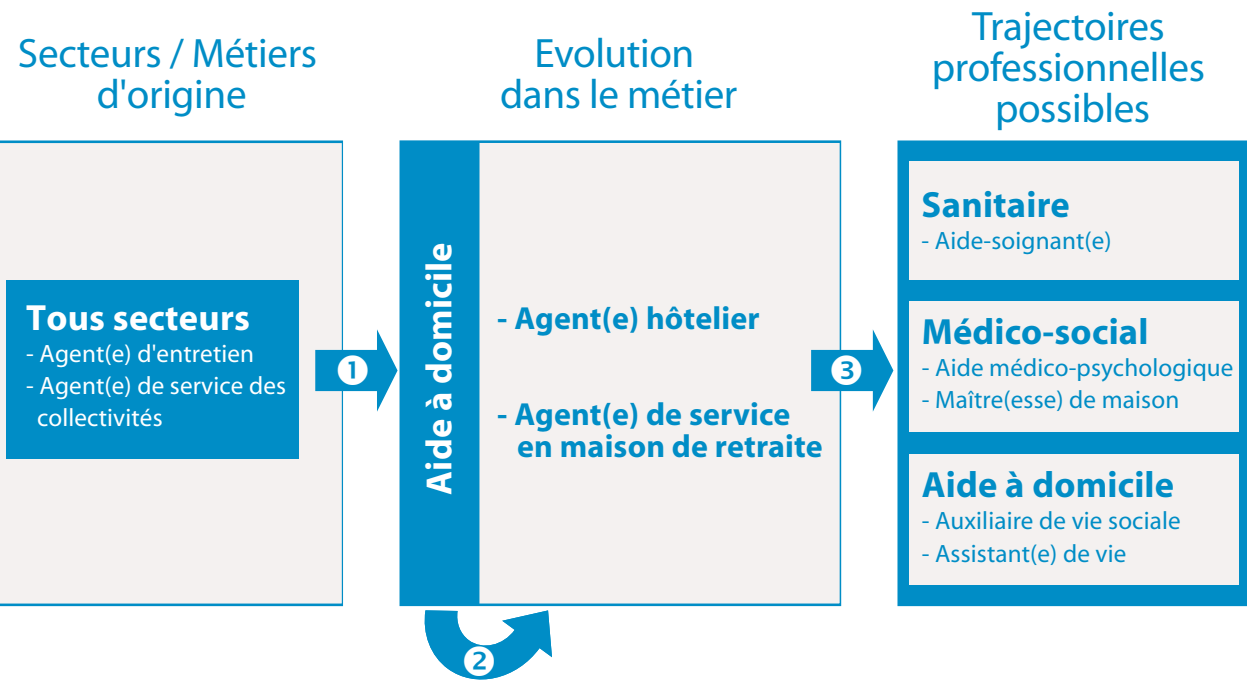 Secteurs / Métiers
d'origine
Evolution
dans le métier
Trajectoires
professionnelles
possibles
Tous secteurs
- Agent(e) d'entretien
- Agent(e) de service des
collectivités
1
Aide à domicile
- Agent(e) hôtelier
- Agent(e) de service
en maison de retraite
2
3
Sanitaire
- Aide-soignant(e)
Médico-social
- Aide médico-psychologique
- Maître(esse) de maison
Aide à domicile
- Auxiliaire de vie sociale
- Assistant(e) de vie